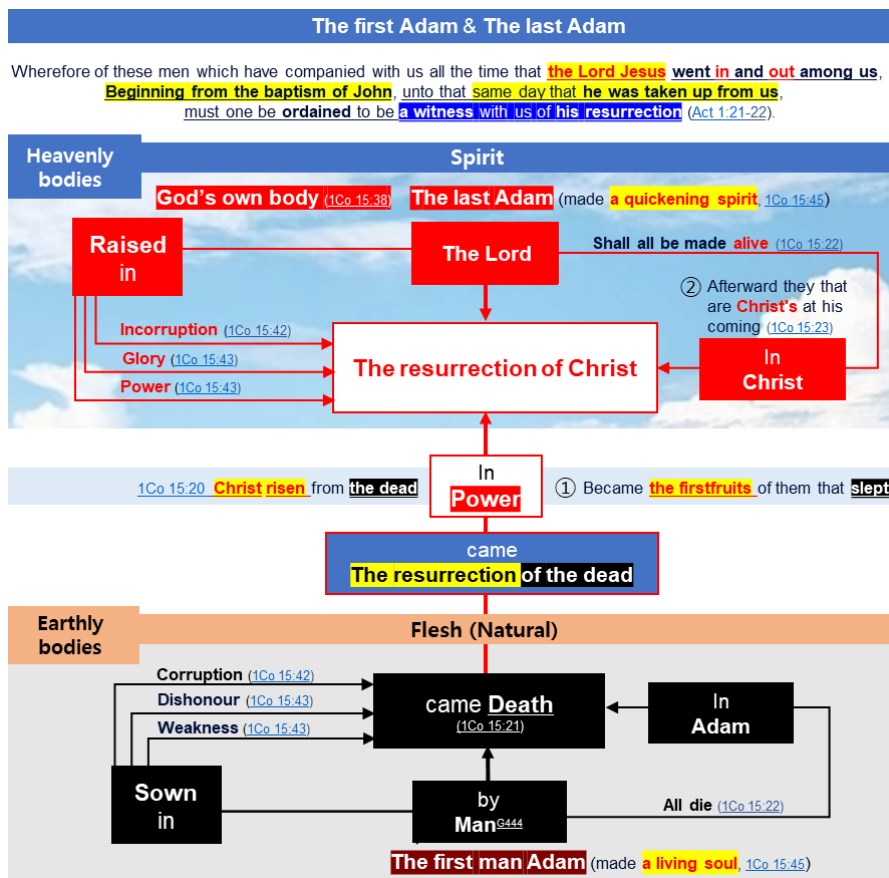 The first Adam & The last Adam
Wherefore of these men which have companied with us all the time that the Lord Jesus went in and out among us,
Beginning from the baptism of John, unto that same day that he was taken up from us,
must one be ordained to be a witness with us of his resurrection (Act 1:21-22).
Heavenly
bodies
Spirit
God's own body (1Co 15:38) The last Adam (made a quickening spirit, 1Co 15:45)
Raised
in
The Lord
Shall all be made alive (1Co 15:22)
② Afterward they that
are Christ's at his
coming (1Co 15:23)
Incorruption (1Co 15:42)
Glory (1Co 15:43)
Power (1Co 15:43)
The resurrection of Christ
In
Christ
1Co 15:20 Christ risen from the dead
In
Power
① Became the firstfruits of them that slept
came
The resurrection of the dead
Earthly
bodies
Flesh (Natural)
Corruption (1Co 15:42)
Dishonour (1Co 15:43)
Weakness (1Co 15:43)
came Death
(1Co 15:21)
In
Adam
Sown
in
by
Man G444
All die (1Co 15:22)
The first man Adam (made a living soul, 1Co 15:45)